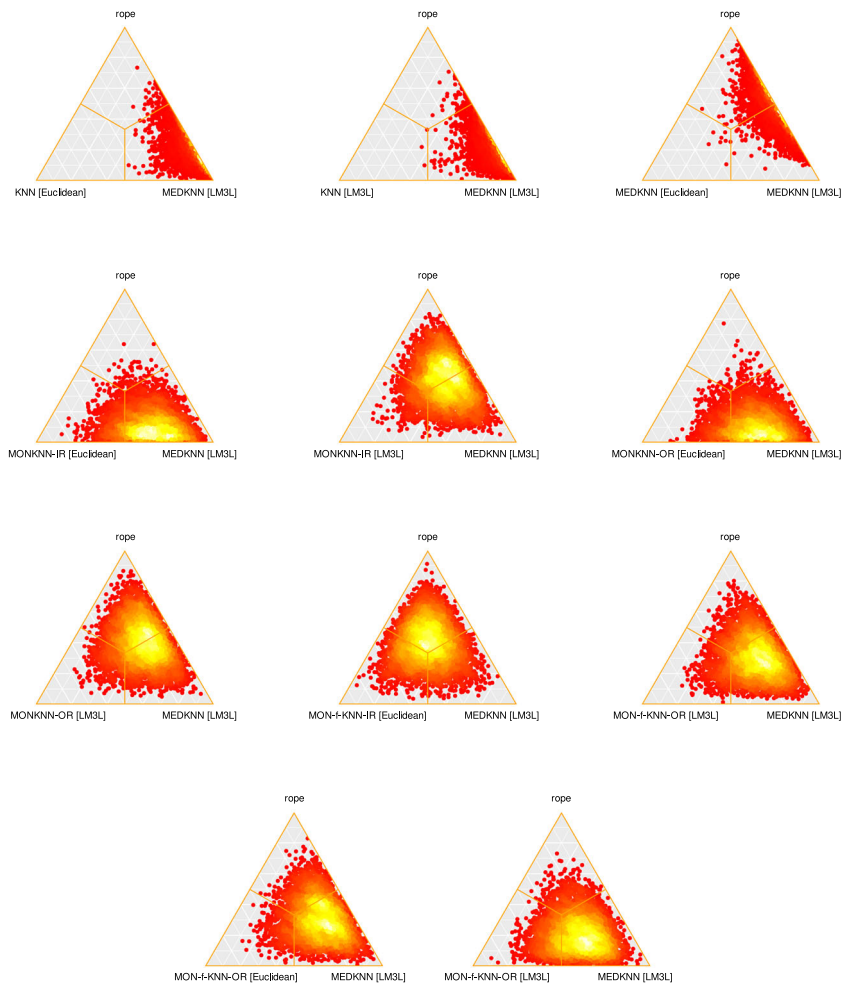 rope rope rope
KNN [Euclidean] MEDKNN [LM3L] KNN [LM3L] MEDKNN [LM3L] MEDKNN [Euclidean] MEDKNN [LM3L]
rope rope rope
MONKNN-IR [Euclidean] MEDKNN [LM3L] MONKNN-IR [LM3L] MEDKNN [LM3L] MONKNN-OR [Euclidean] MEDKNN [LM3L]
rope rope rope
MONKNN-OR [LM3L] MEDKNN [LM3L] MON-f-KNN-IR [Euclidean] MEDKNN [LM3L] MON-f-KNN-OR [LM3L] MEDKNN [LM3L]
rope rope
MON-f-KNN-OR [Euclidean] MEDKNN [LM3L] MON-f-KNN-OR [LM3L] MEDKNN [LM3L]